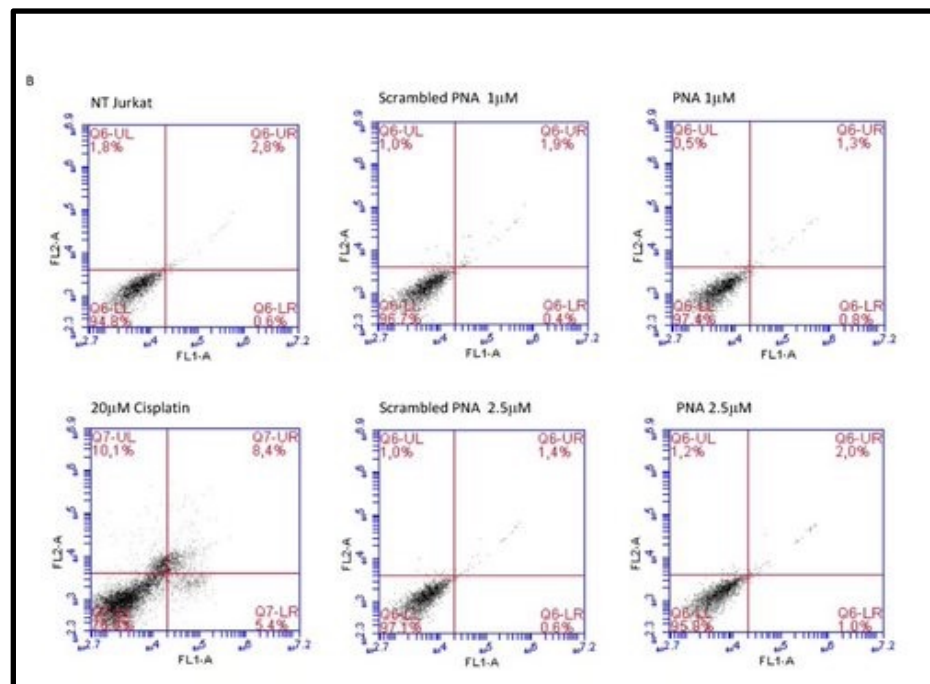 B
NT Jurkat
Scrambled PNA 1µM
PNA 1µM
Q6-UL
1,8%
Q6-UR
2,8%
Q6-LL
94,8%
Q6-LR
0,6%
FL2-A
FL1-A
Q6-UL
1,0%
Q6-UR
1,9%
Q6-LL
96,7%
Q6-LR
0,4%
FL2-A
FL1-A
Q6-UL
0,5%
Q6-UR
1,3%
Q6-LL
97,4%
Q6-LR
0,8%
FL2-A
FL1-A
20µM Cisplatin
Scrambled PNA 2.5µM
PNA 2.5µM
Q7-UL
10,1%
Q7-UR
8,4%
Q7-LR
5,4%
FL2-A
FL1-A
Q6-UL
1,0%
Q6-UR
1,4%
Q6-LL
97,1%
Q6-LR
0,6%
FL2-A
FL1-A
Q6-UL
1,2%
Q6-UR
2,0%
Q6-LL
95,8%
Q6-LR
1,0%
FL2-A
FL1-A